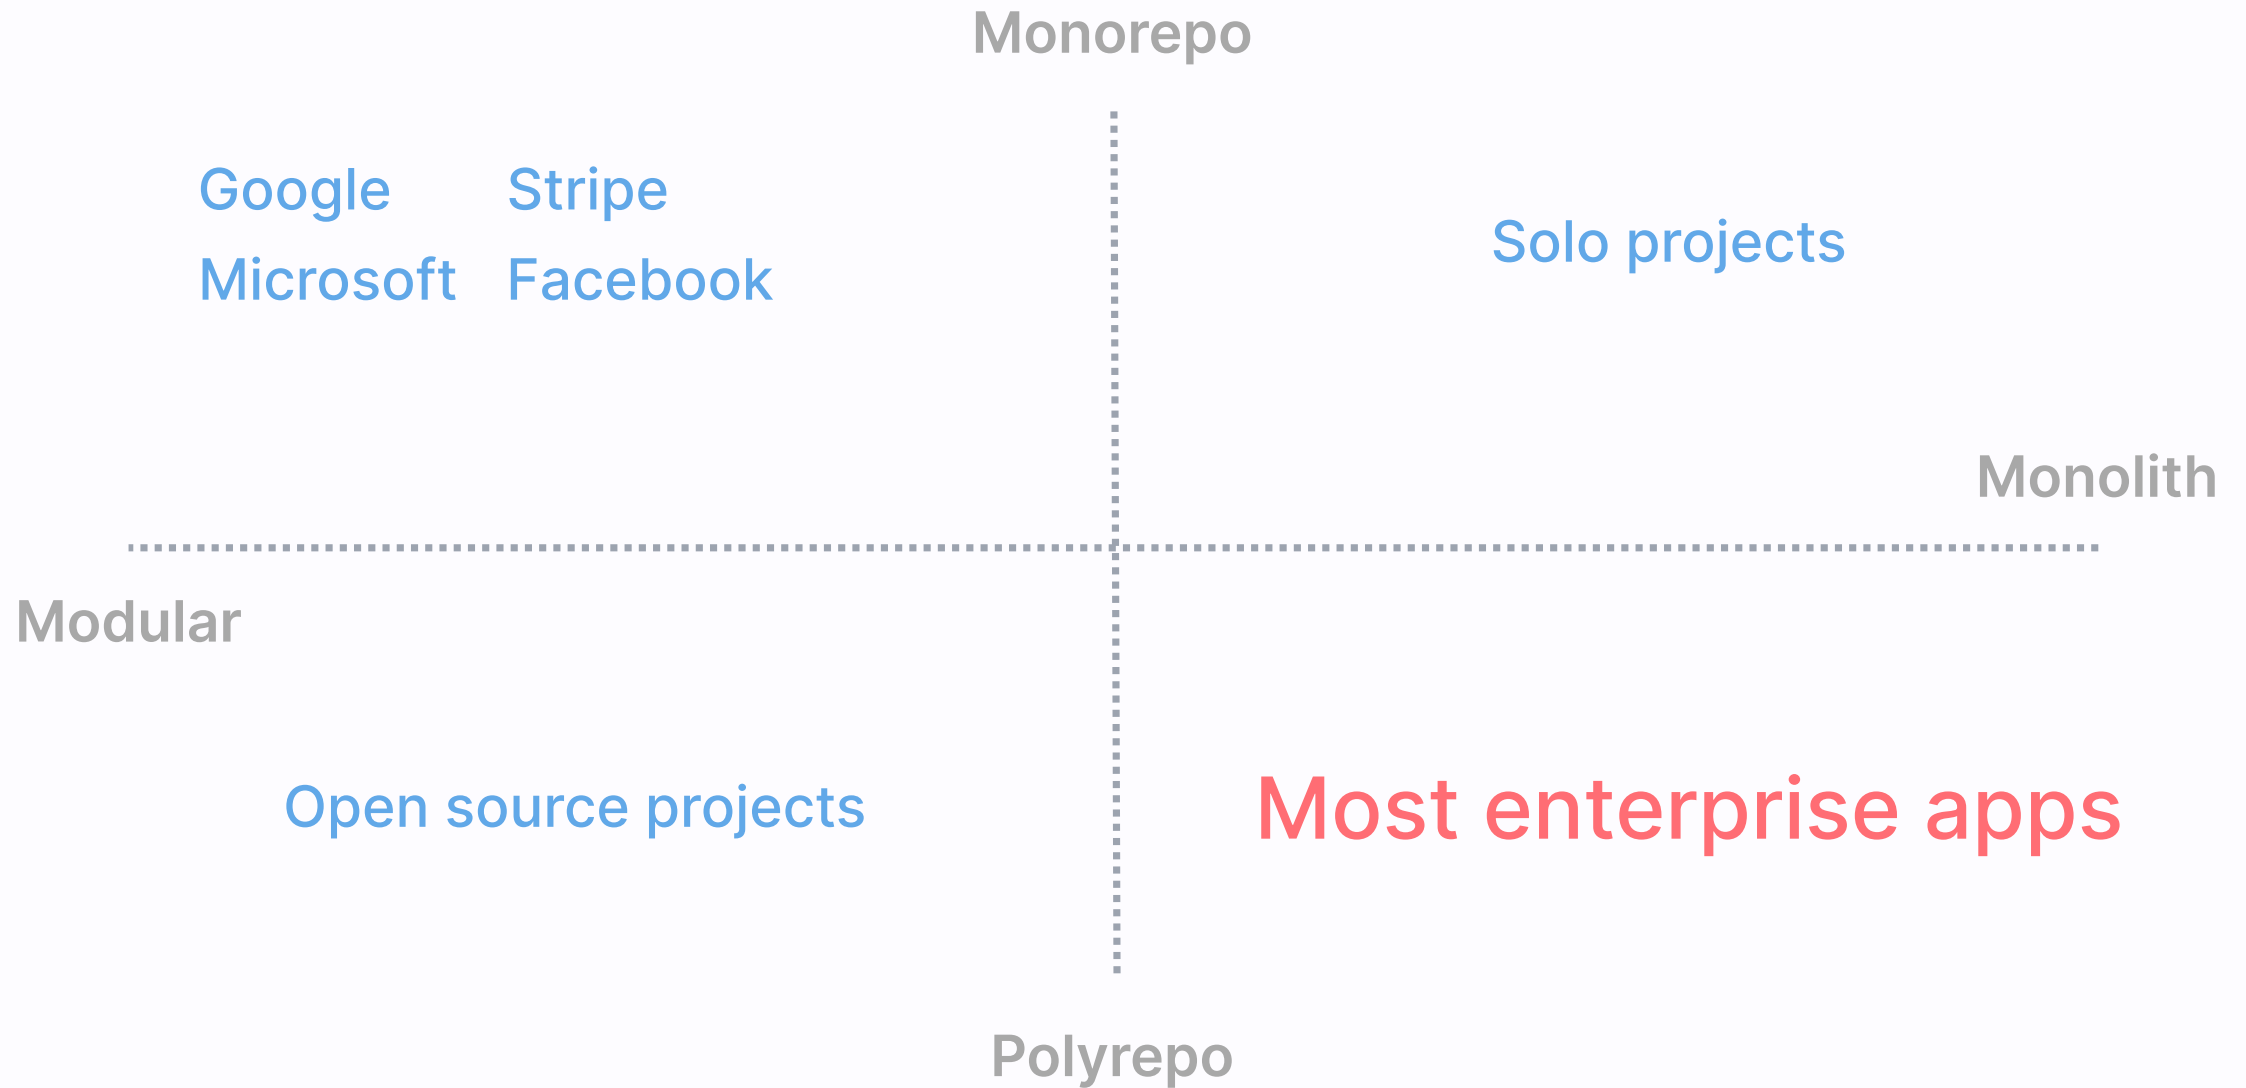 Monorepo
Google Stripe
Microsoft Facebook
Solo projects
Monolith
Modular
Open source projects
Most enterprise apps
Polyrepo